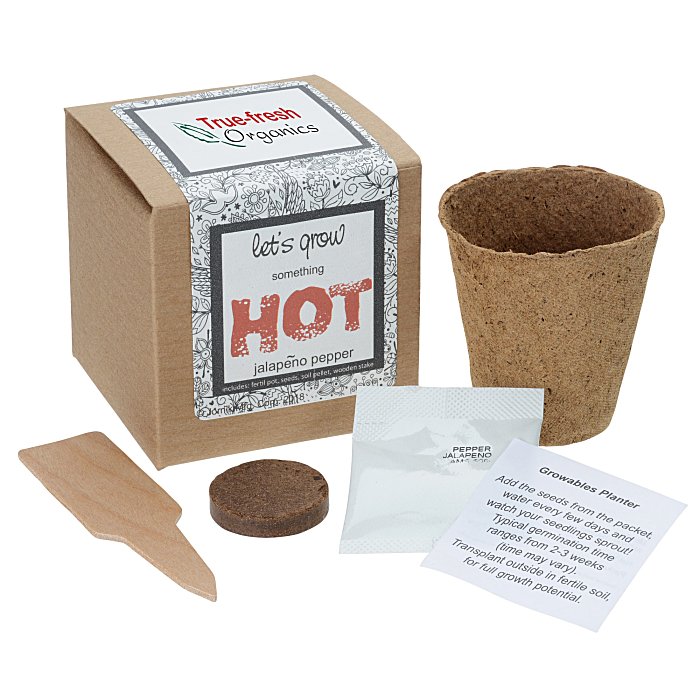 True-fresh
Organics
let's grow
something
HOT
jalapeño pepper
includes: fertil pot, seeds, soil pellet, wooden stake
PEPPER
JALAPENO
Growables Planter
Add the seeds from the packet,
water every few days and
watch your seedlings sprout!
Typical germination time
ranges from 2-3 weeks
(time may vary).
Transplant outside in fertile soil,
for full growth potential.